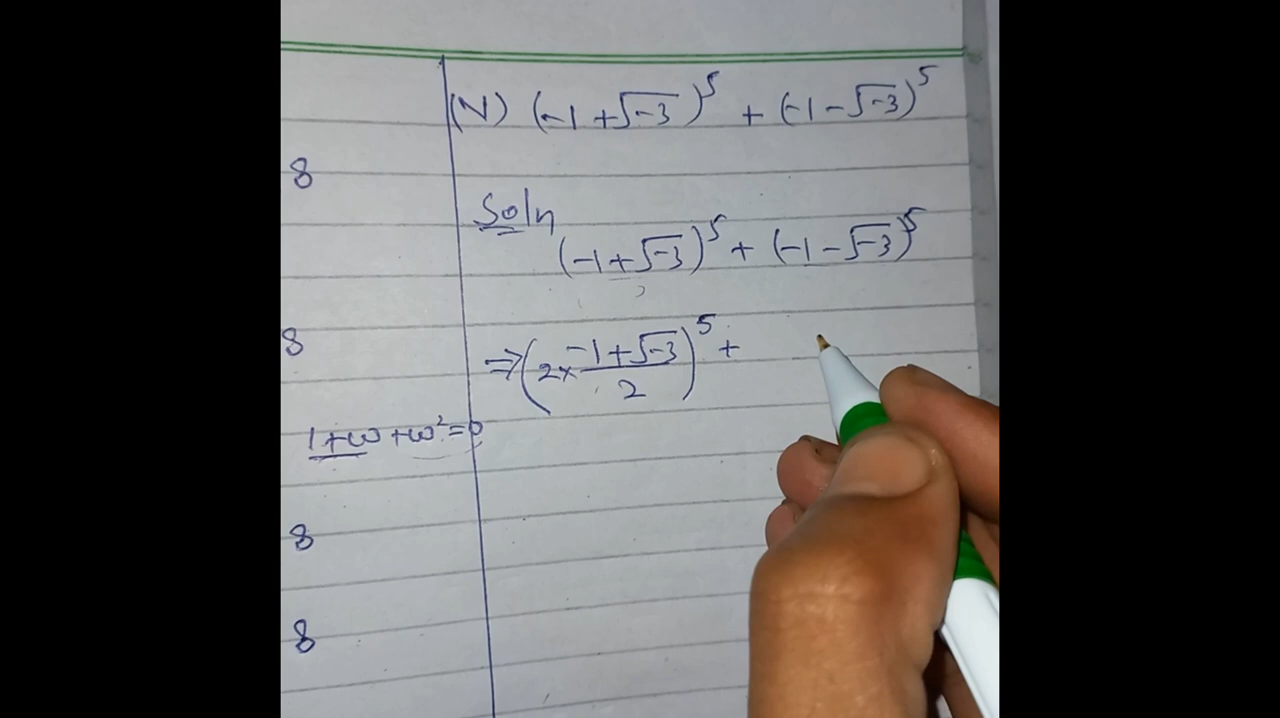 (V) (-1+√-3)⁵ + (-1-√-3)⁵
8
Soln
(-1+√-3)⁵ + (-1-√-3)⁵
8
⇒(2×(-1+√-3)/2)⁵ +
1+ω+ω²=0
8
8